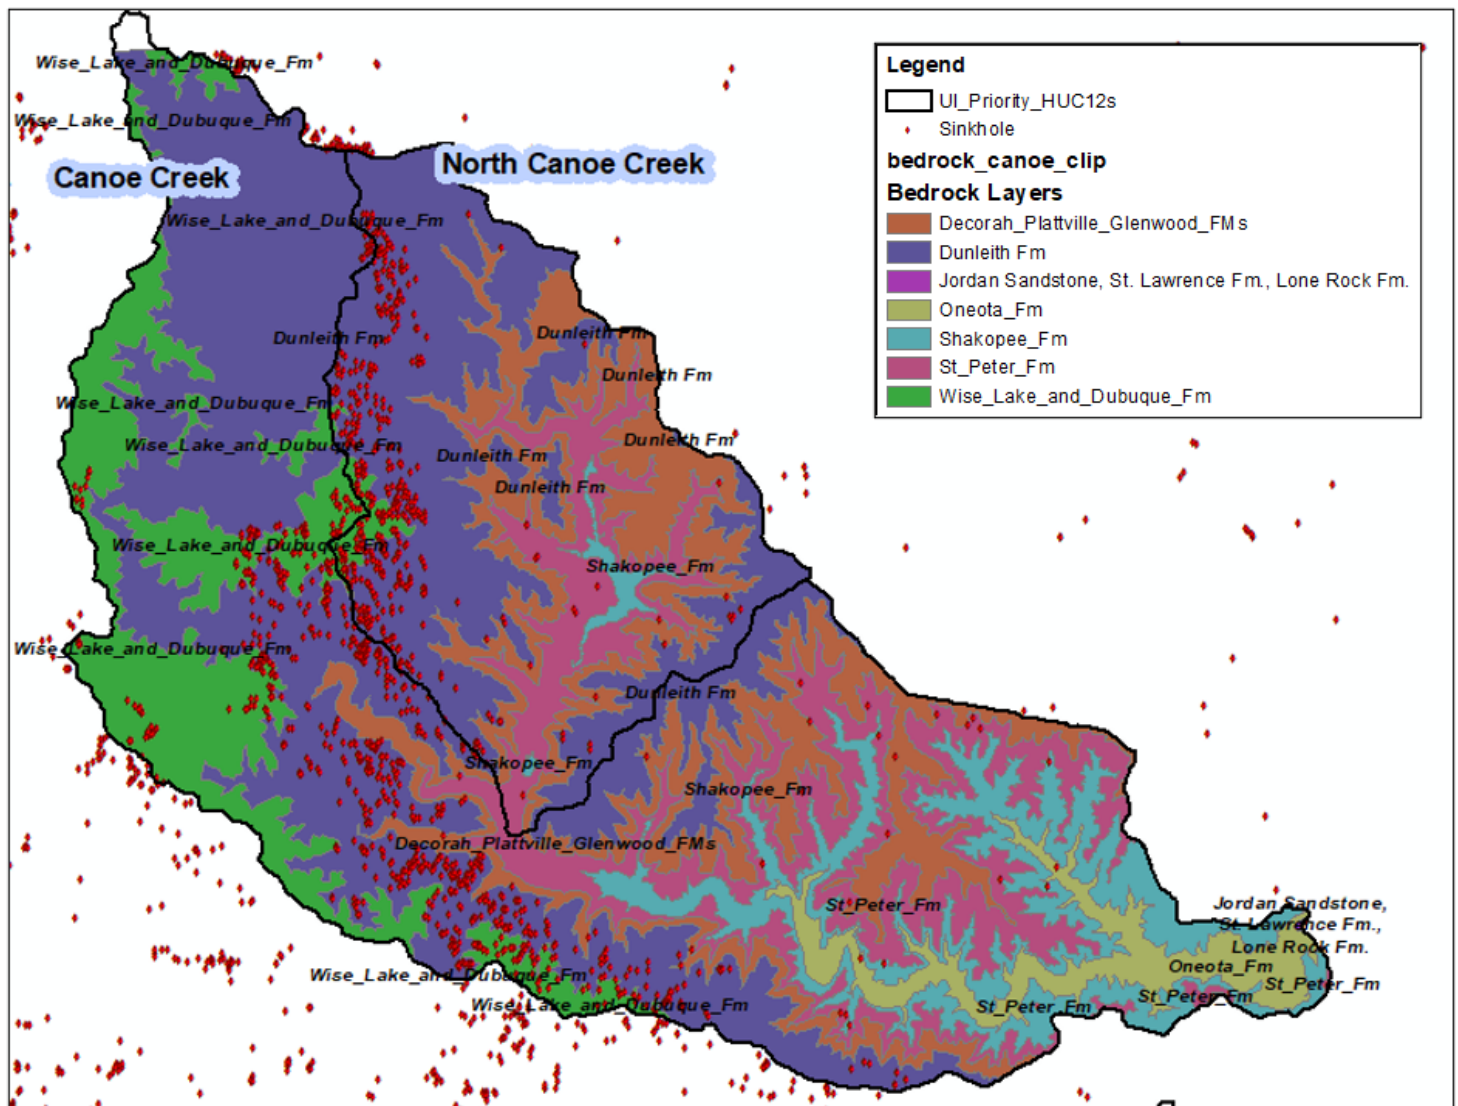 Wise_Lake_and_Dubuque_Fm
Wise_Lake_and_Dubuque_Fm
Canoe Creek
North Canoe Creek
Wise_Lake_and_Dubuque_Fm
Dunleith Fm
Dunleith Fm
Dunleith Fm
Wise_Lake_and_Dubuque_Fm
Dunleith Fm
Wise_Lake_and_Dubuque_Fm
Dunleith Fm
Dunleith Fm
Wise_Lake_and_Dubuque_Fm
Shakopee_Fm
Wise_Lake_and_Dubuque_Fm
Dunleith Fm
Shakopee_Fm
Shakopee_Fm
Decorah_Plattville_Glenwood_FMs
St_Peter_Fm
Jordan Sandstone,
St. Lawrence Fm.,
Lone Rock Fm.
Oneota_Fm
Wise_Lake_and_Dubuque_Fm
St_Peter_Fm
St_Peter_Fm
Wise_Lake_and_Dubuque_Fm
St_Peter_Fm
Legend
UI_Priority_HUC12s
Sinkhole
bedrock_canoe_clip
Bedrock Layers
Decorah_Plattville_Glenwood_FMs
Dunleith Fm
Jordan Sandstone, St. Lawrence Fm., Lone Rock Fm.
Oneota_Fm
Shakopee_Fm
St_Peter_Fm
Wise_Lake_and_Dubuque_Fm